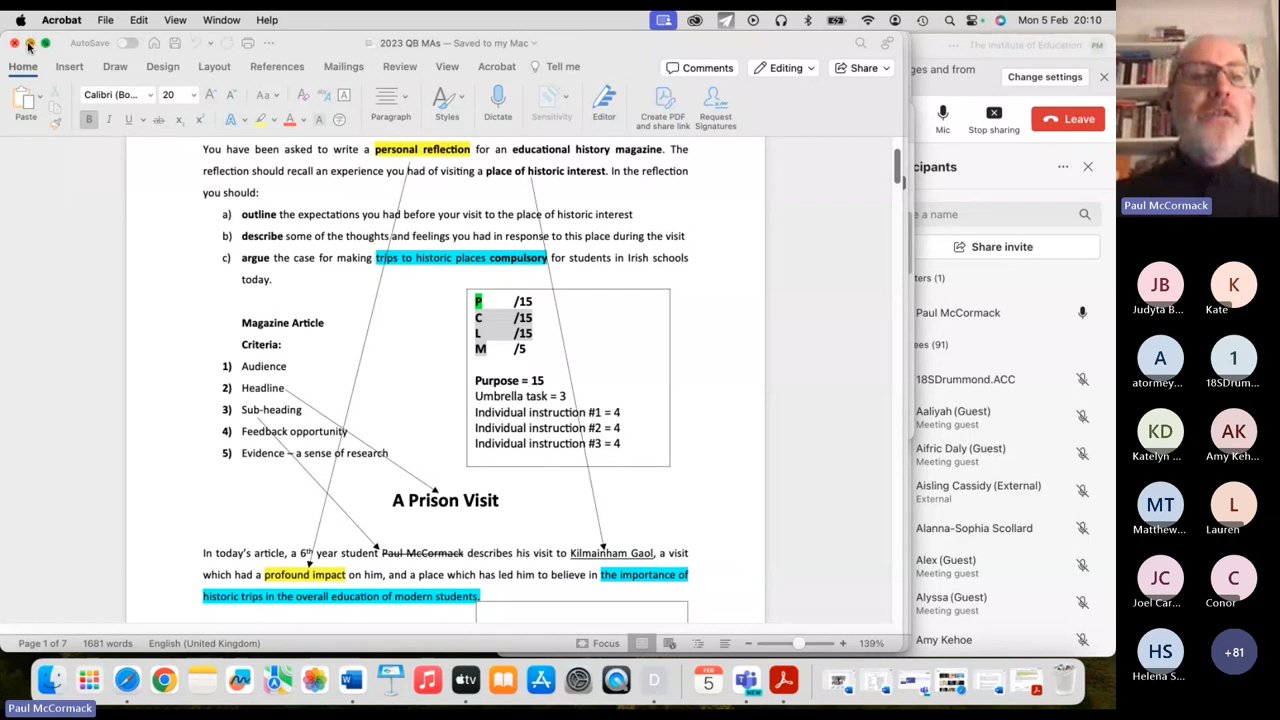 Acrobat File Edit View Window Help Mon 5 Feb 20:10
AutoSave 2023 QB MAs — Saved to my Mac
The Institute of Education PM
Home Insert Draw Design Layout References Mailings Review View Acrobat Tell me Comments Editing Share
ges and from Change settings
Calibri (Bo... 20
Paste Paragraph Styles Dictate Sensitivity Editor Create PDF and share link Request Signatures
Mic Stop sharing Leave
You have been asked to write a personal reflection for an educational history magazine. The
reflection should recall an experience you had of visiting a place of historic interest. In the reflection
you should:
a) outline the expectations you had before your visit to the place of historic interest
b) describe some of the thoughts and feelings you had in response to this place during the visit
c) argue the case for making trips to historic places compulsory for students in Irish schools
today.
Magazine Article
Criteria:
1) Audience
2) Headline
3) Sub-heading
4) Feedback opportunity
5) Evidence – a sense of research
P /15
C /15
L /15
M /5
Purpose = 15
Umbrella task = 3
Individual instruction #1 = 4
Individual instruction #2 = 4
Individual instruction #3 = 4
A Prison Visit
In today's article, a 6th year student Paul McCormack describes his visit to Kilmainham Gaol, a visit
which had a profound impact on him, and a place which has led him to believe in the importance of
historic trips in the overall education of modern students.
Page 1 of 7 1681 words English (United Kingdom) Focus 139%
cipants
e a name
Share invite
ters (1)
Paul McCormack
ees (91)
18SDrummond.ACC
Aaliyah (Guest)
Meeting guest
Aifric Daly (Guest)
Meeting guest
Aisling Cassidy (External)
External
Alanna-Sophia Scollard
Alex (Guest)
Meeting guest
Alyssa (Guest)
Meeting guest
Amy Kehoe
Paul McCormack
JB K
Judyta B... Kate
A 1
atormey... 18SDrum...
KD AK
Katelyn ... Amy Keh...
MT L
Matthew... Lauren
JC C
Joel Car... Conor
HS +81
Helena S...
FEB
5
NEW
Paul McCormack